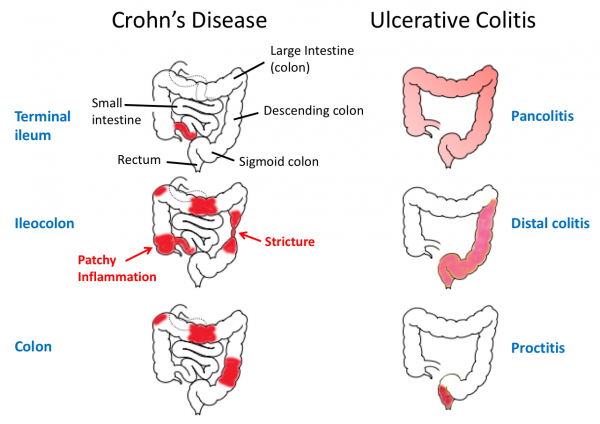 Crohn's Disease
Ulcerative Colitis
Large Intestine
(colon)
Small
intestine
Descending colon
Terminal
ileum
Pancolitis
Rectum
Sigmoid colon
Ileocolon
Distal colitis
Stricture
Patchy
Inflammation
Colon
Proctitis